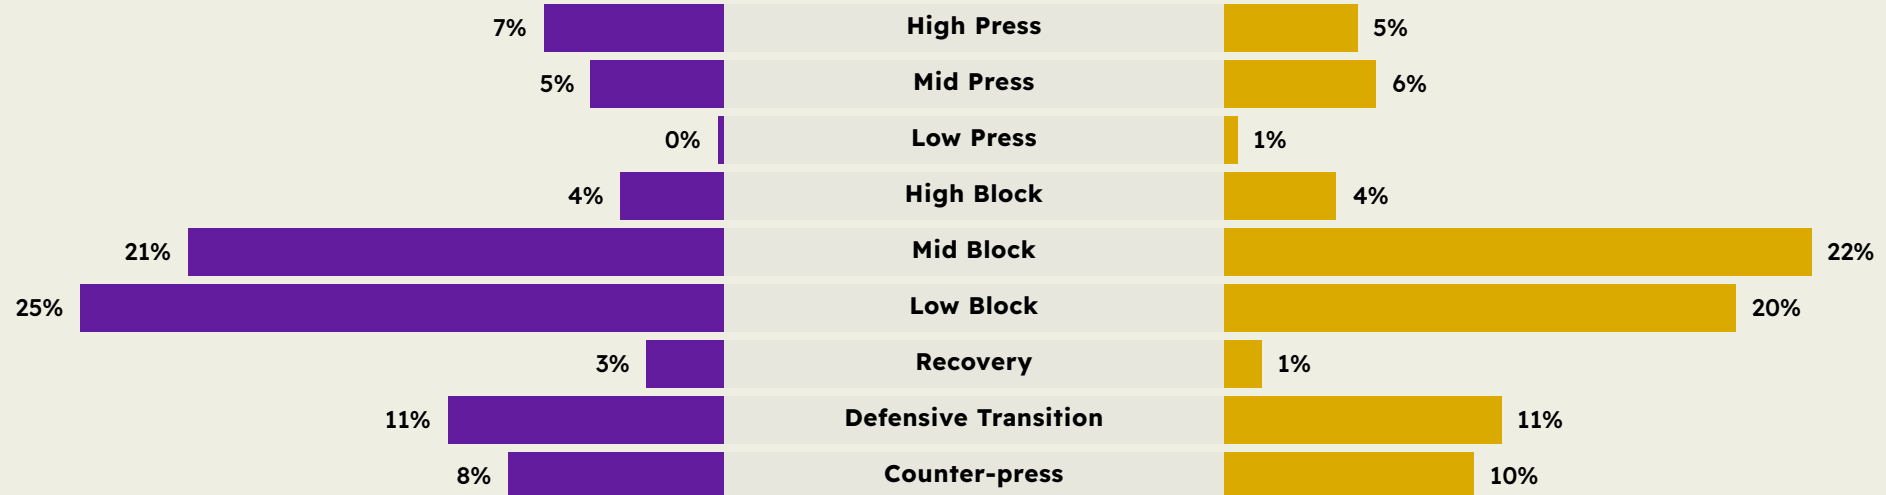 7% High Press 5%
5% Mid Press 6%
0% Low Press 1%
4% High Block 4%
21% Mid Block 22%
25% Low Block 20%
3% Recovery 1%
11% Defensive Transition 11%
8% Counter-press 10%